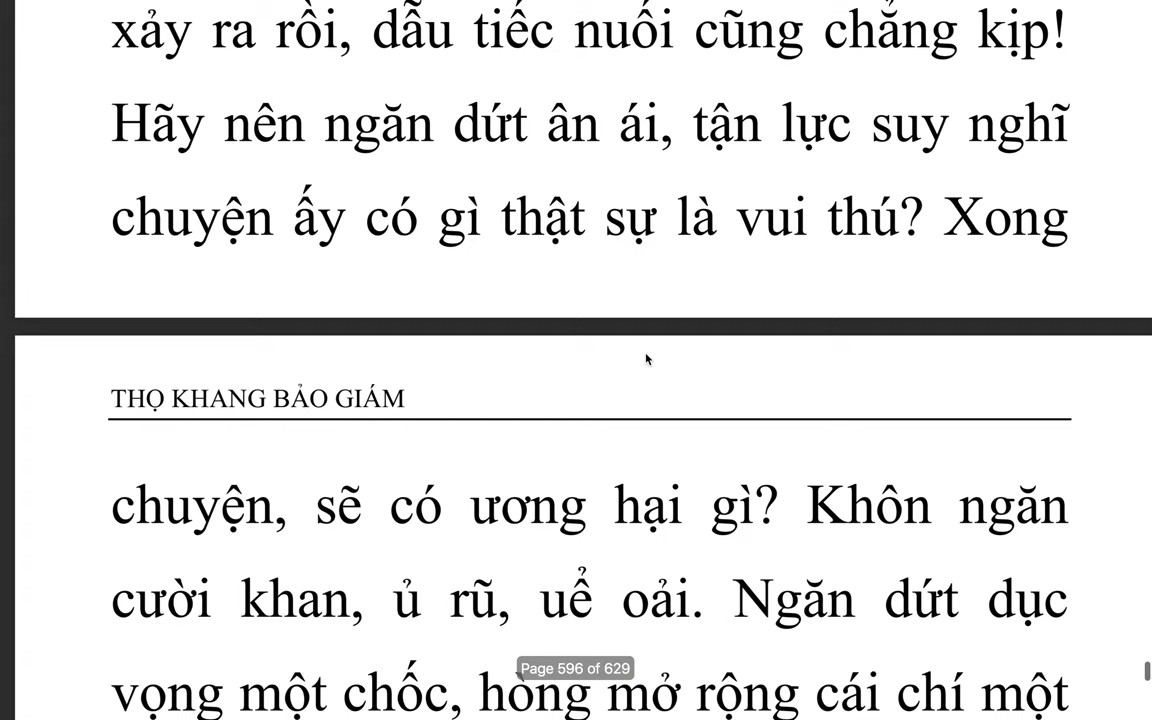 xảy ra rồi, dẫu tiếc nuối cũng chẳng kịp!
Hãy nên ngăn dứt ân ái, tận lực suy nghĩ
chuyện ấy có gì thật sự là vui thú? Xong
THỌ KHANG BẢO GIÁM
chuyện, sẽ có ương hại gì? Khôn ngăn
cười khan, ủ rũ, uể oải. Ngăn dứt dục
Page 596 of 629
vọng một chốc, hòng mở rộng cái chí một